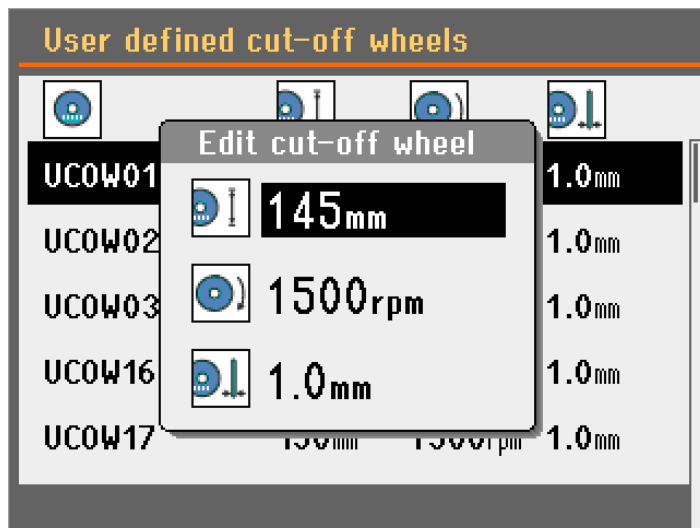 User defined cut-off wheels
Edit cut-off wheel
UCOW01 1.0mm
145mm
UCOW02 1.0mm
UCOW03 1.0mm
1500rpm
UCOW16 1.0mm
1.0mm
UCOW17 1.0mm